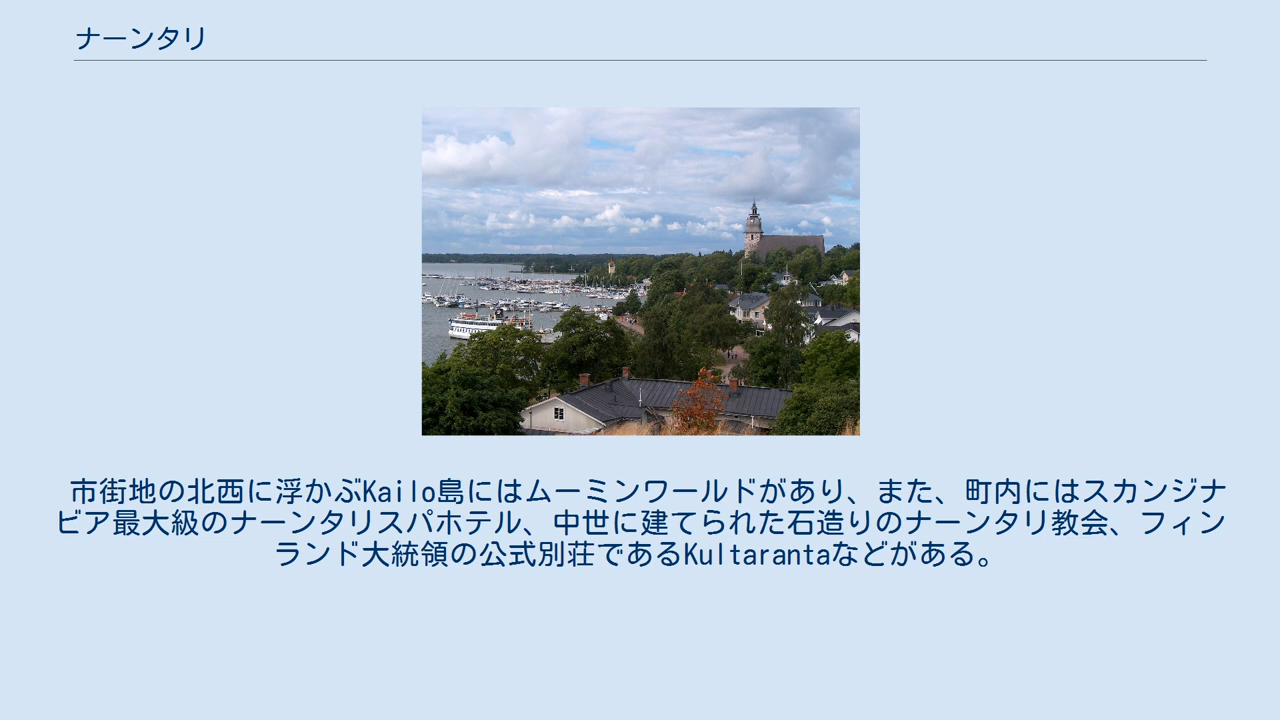 ナーンタリ
市街地の北西に浮かぶKailo島にはムーミンワールドがあり、また、町内にはスカンジナ
ビア最大級のナーンタリスパホテル、中世に建てられた石造りのナーンタリ教会、フィン
ランド大統領の公式別荘であるKultarantaなどがある。